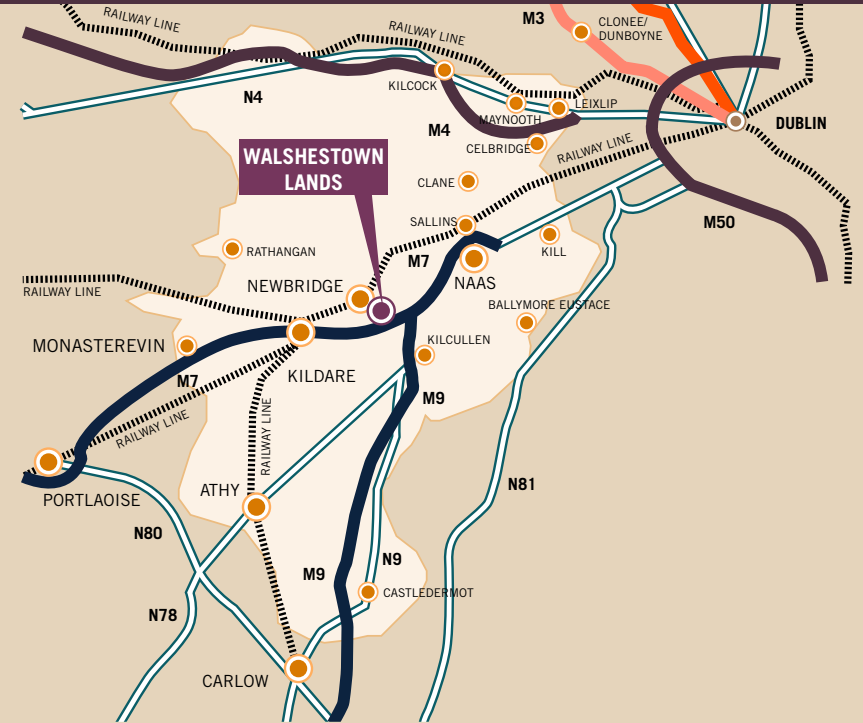 RAILWAY LINE
M3
CLONEE/
DUNBOYNE
RAILWAY LINE
N4
KILCOCK
MAYNOOTH
LEIXLIP
M4
CELBRIDGE
DUBLIN
RAILWAY LINE
WALSHESTOWN
LANDS
CLANE
SALLINS
M50
RATHANGAN
M7
KILL
NAAS
RAILWAY LINE
NEWBRIDGE
BALLYMORE EUSTACE
MONASTEREVIN
KILCULLEN
KILDARE
M7
M9
RAILWAY LINE
RAILWAY LINE
PORTLAOISE
ATHY
N81
N80
M9
N9
CASTLEDERMOT
N78
CARLOW